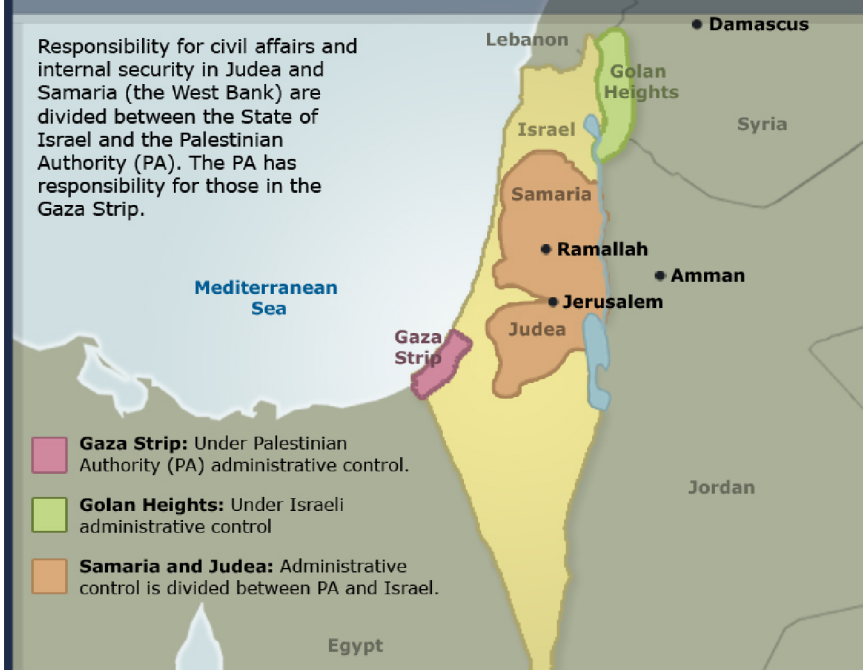 Responsibility for civil affairs and
internal security in Judea and
Samaria (the West Bank) are
divided between the State of
Israel and the Palestinian
Authority (PA). The PA has
responsibility for those in the
Gaza Strip.
Damascus
Lebanon
Golan
Heights
Syria
Israel
Samaria
Ramallah
Amman
Mediterranean
Sea
Jerusalem
Judea
Gaza
Strip
Gaza Strip: Under Palestinian
Authority (PA) administrative control.
Golan Heights: Under Israeli
administrative control
Samaria and Judea: Administrative
control is divided between PA and Israel.
Jordan
Egypt